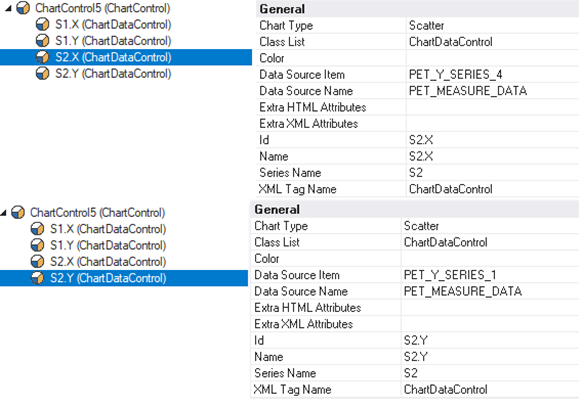 ChartControl5 (ChartControl)
S1.X (ChartDataControl)
S1.Y (ChartDataControl)
S2.X (ChartDataControl)
S2.Y (ChartDataControl)
General
Chart Type Scatter
Class List ChartDataControl
Color
Data Source Item PET_Y_SERIES_4
Data Source Name PET_MEASURE_DATA
Extra HTML Attributes
Extra XML Attributes
Id S2.X
Name S2.X
Series Name S2
XML Tag Name ChartDataControl
ChartControl5 (ChartControl)
S1.X (ChartDataControl)
S1.Y (ChartDataControl)
S2.X (ChartDataControl)
S2.Y (ChartDataControl)
General
Chart Type Scatter
Class List ChartDataControl
Color
Data Source Item PET_Y_SERIES_1
Data Source Name PET_MEASURE_DATA
Extra HTML Attributes
Extra XML Attributes
Id S2.Y
Name S2.Y
Series Name S2
XML Tag Name ChartDataControl